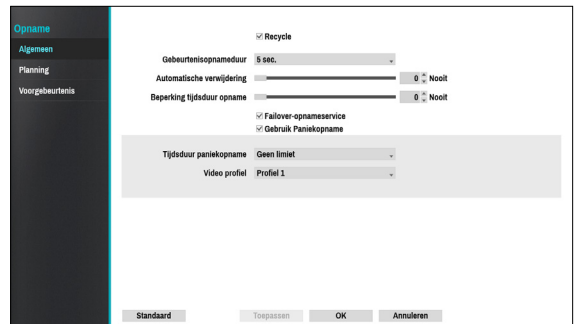 Opname
Algemeen
Planning
Voorgebeurtenis
Recycle
Gebeurtenisopnameduur 5 sec.
Automatische verwijdering 0 Nooit
Beperking tijdsduur opname 0 Nooit
Failover-opnameservice
Gebruik Paniekopname
Tijdsduur paniekopname Geen limiet
Video profiel Profiel 1
Standaard Toepassen OK Annuleren